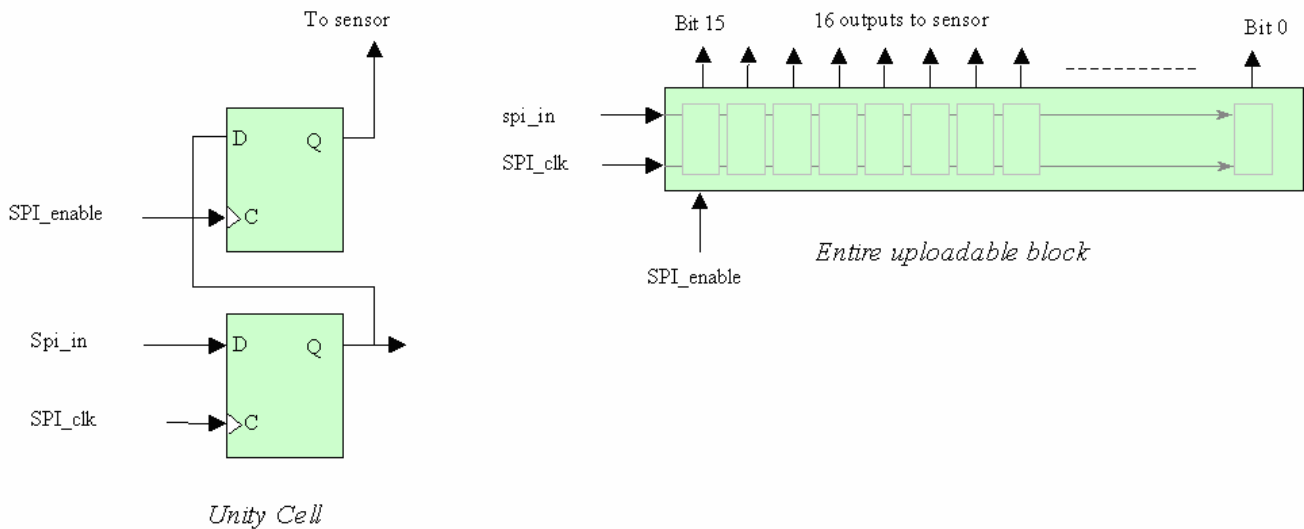 To sensor
D
Q
SPI_enable
C
Spi_in
D
Q
SPI_clk
C
Unity Cell
Bit 15
16 outputs to sensor
Bit 0
spi_in
SPI_clk
SPI_enable
Entire uploadable block